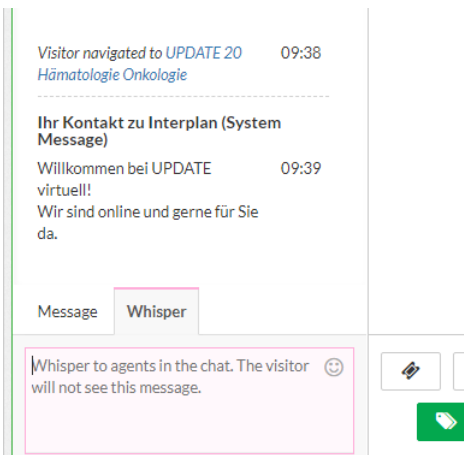 Visitor navigated to UPDATE 20 09:38
Hämatologie Onkologie
Ihr Kontakt zu Interplan (System
Message)
Willkommen bei UPDATE 09:39
virtuell!
Wir sind online und gerne für Sie
da.
Message Whisper
Whisper to agents in the chat. The visitor
will not see this message.